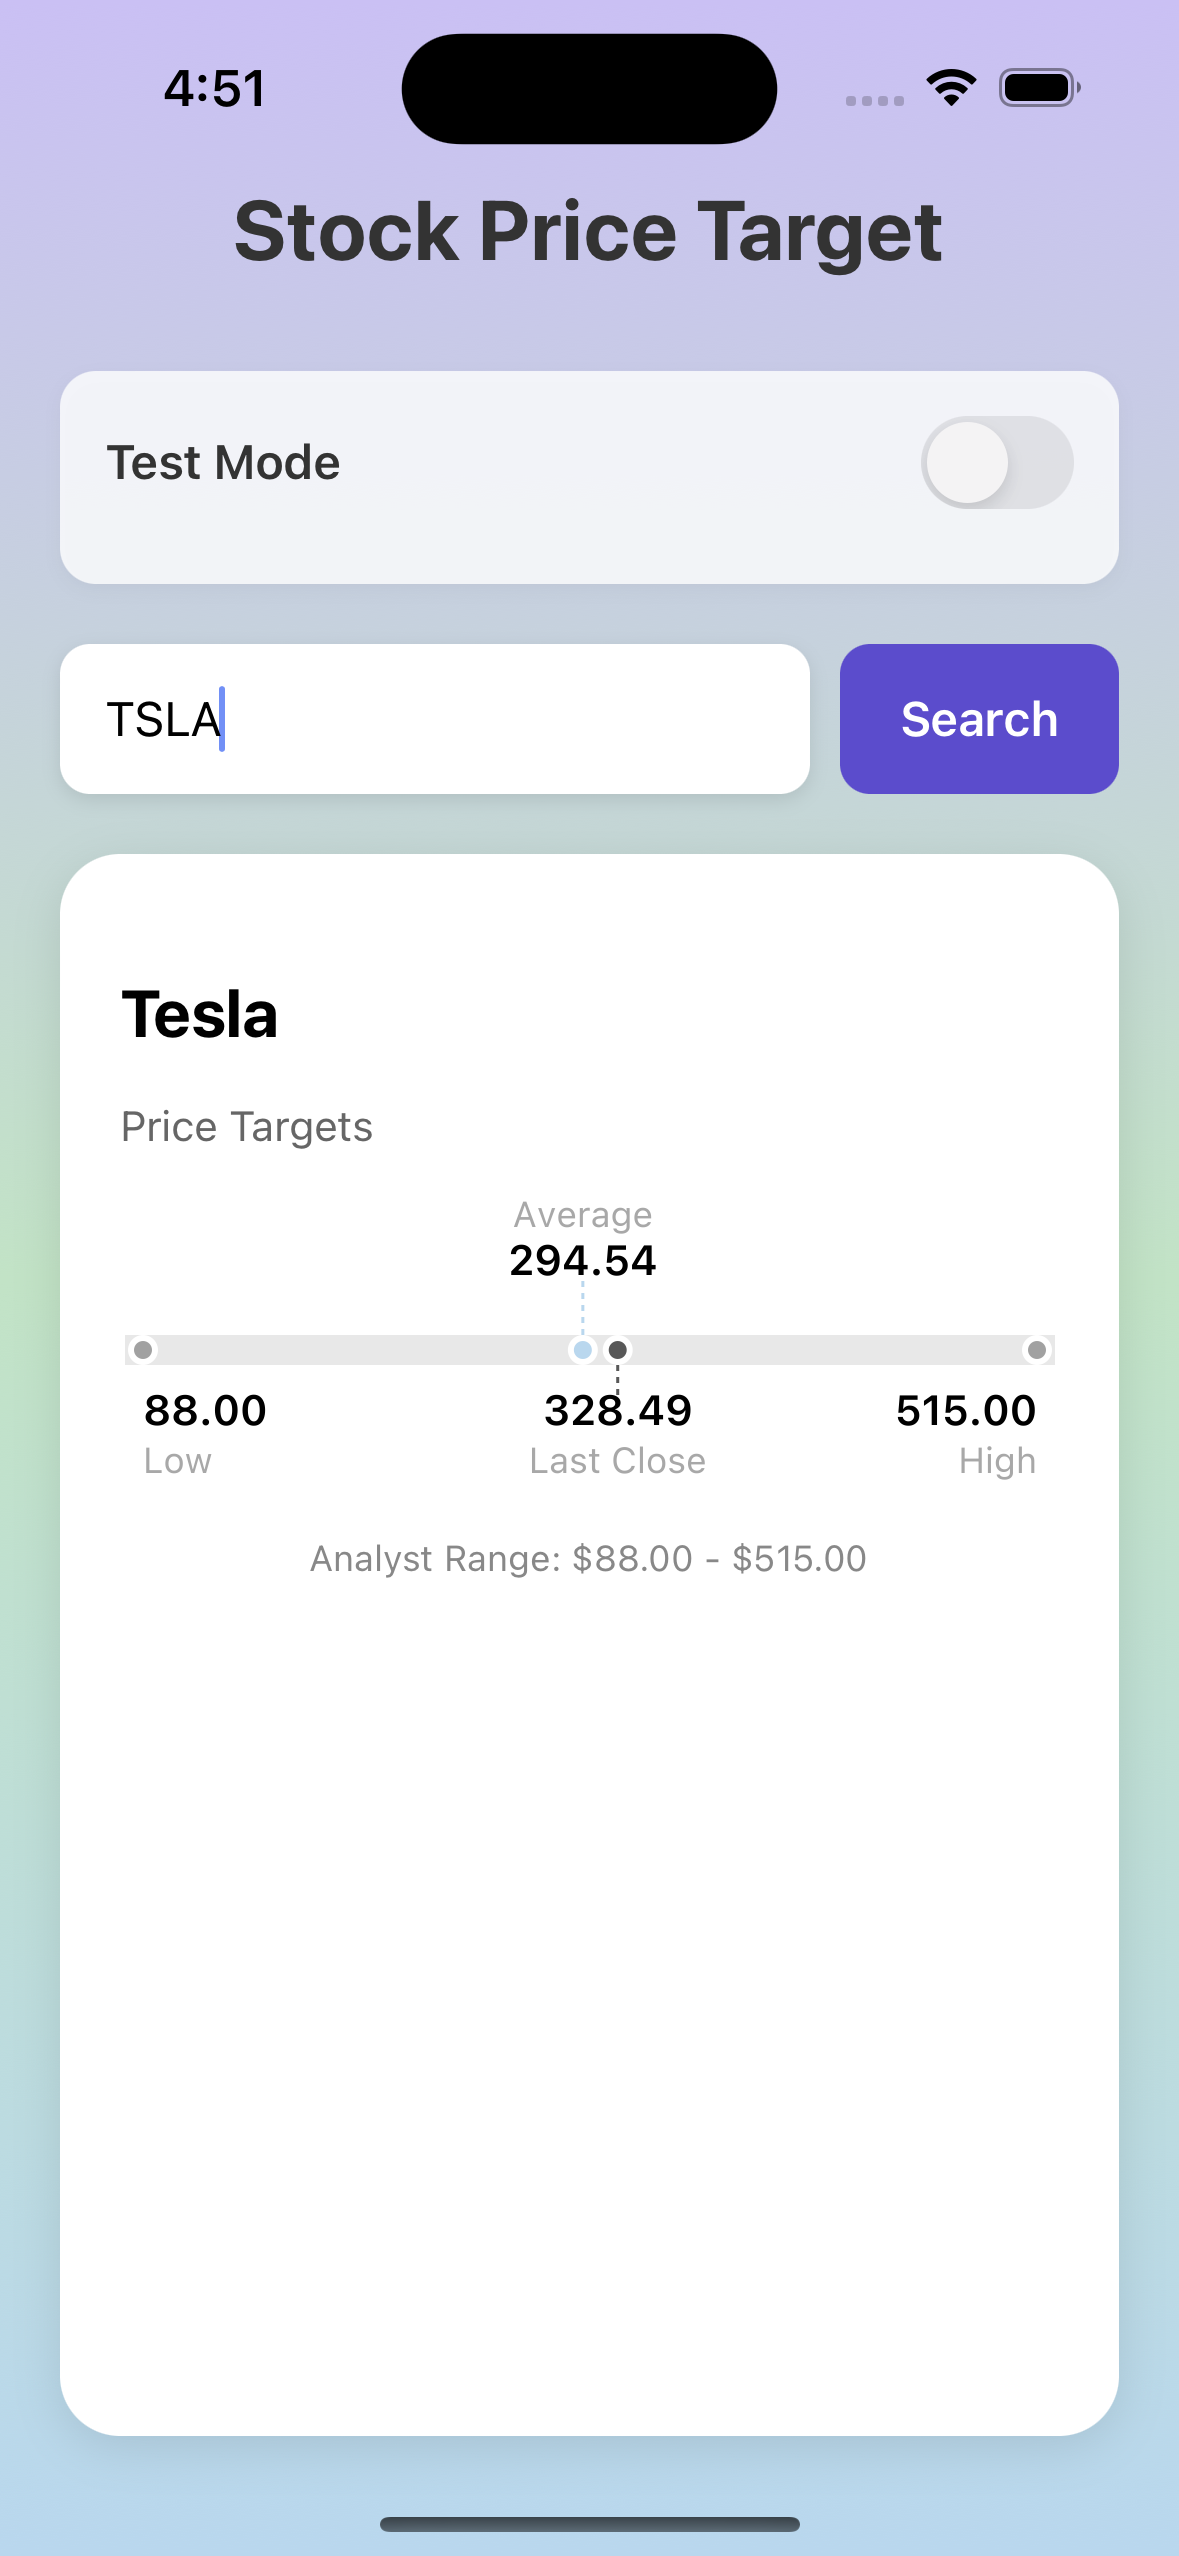 4:51
Stock Price Target
Test Mode
TSLA
Search
Tesla
Price Targets
Average
294.54
88.00 328.49 515.00
Low Last Close High
Analyst Range: $88.00 - $515.00